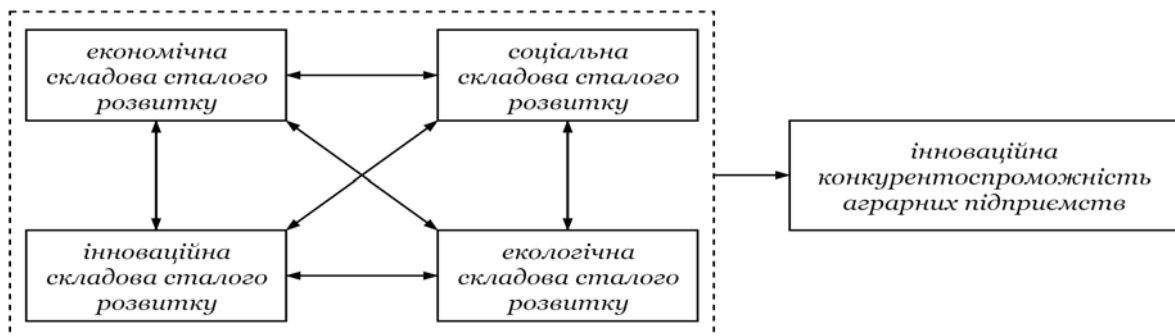 економічна
складова сталого
розвитку
соціальна
складова сталого
розвитку
інноваційна
конкурентоспроможність
аграрних підприємств
інноваційна
складова сталого
розвитку
екологічна
складова сталого
розвитку